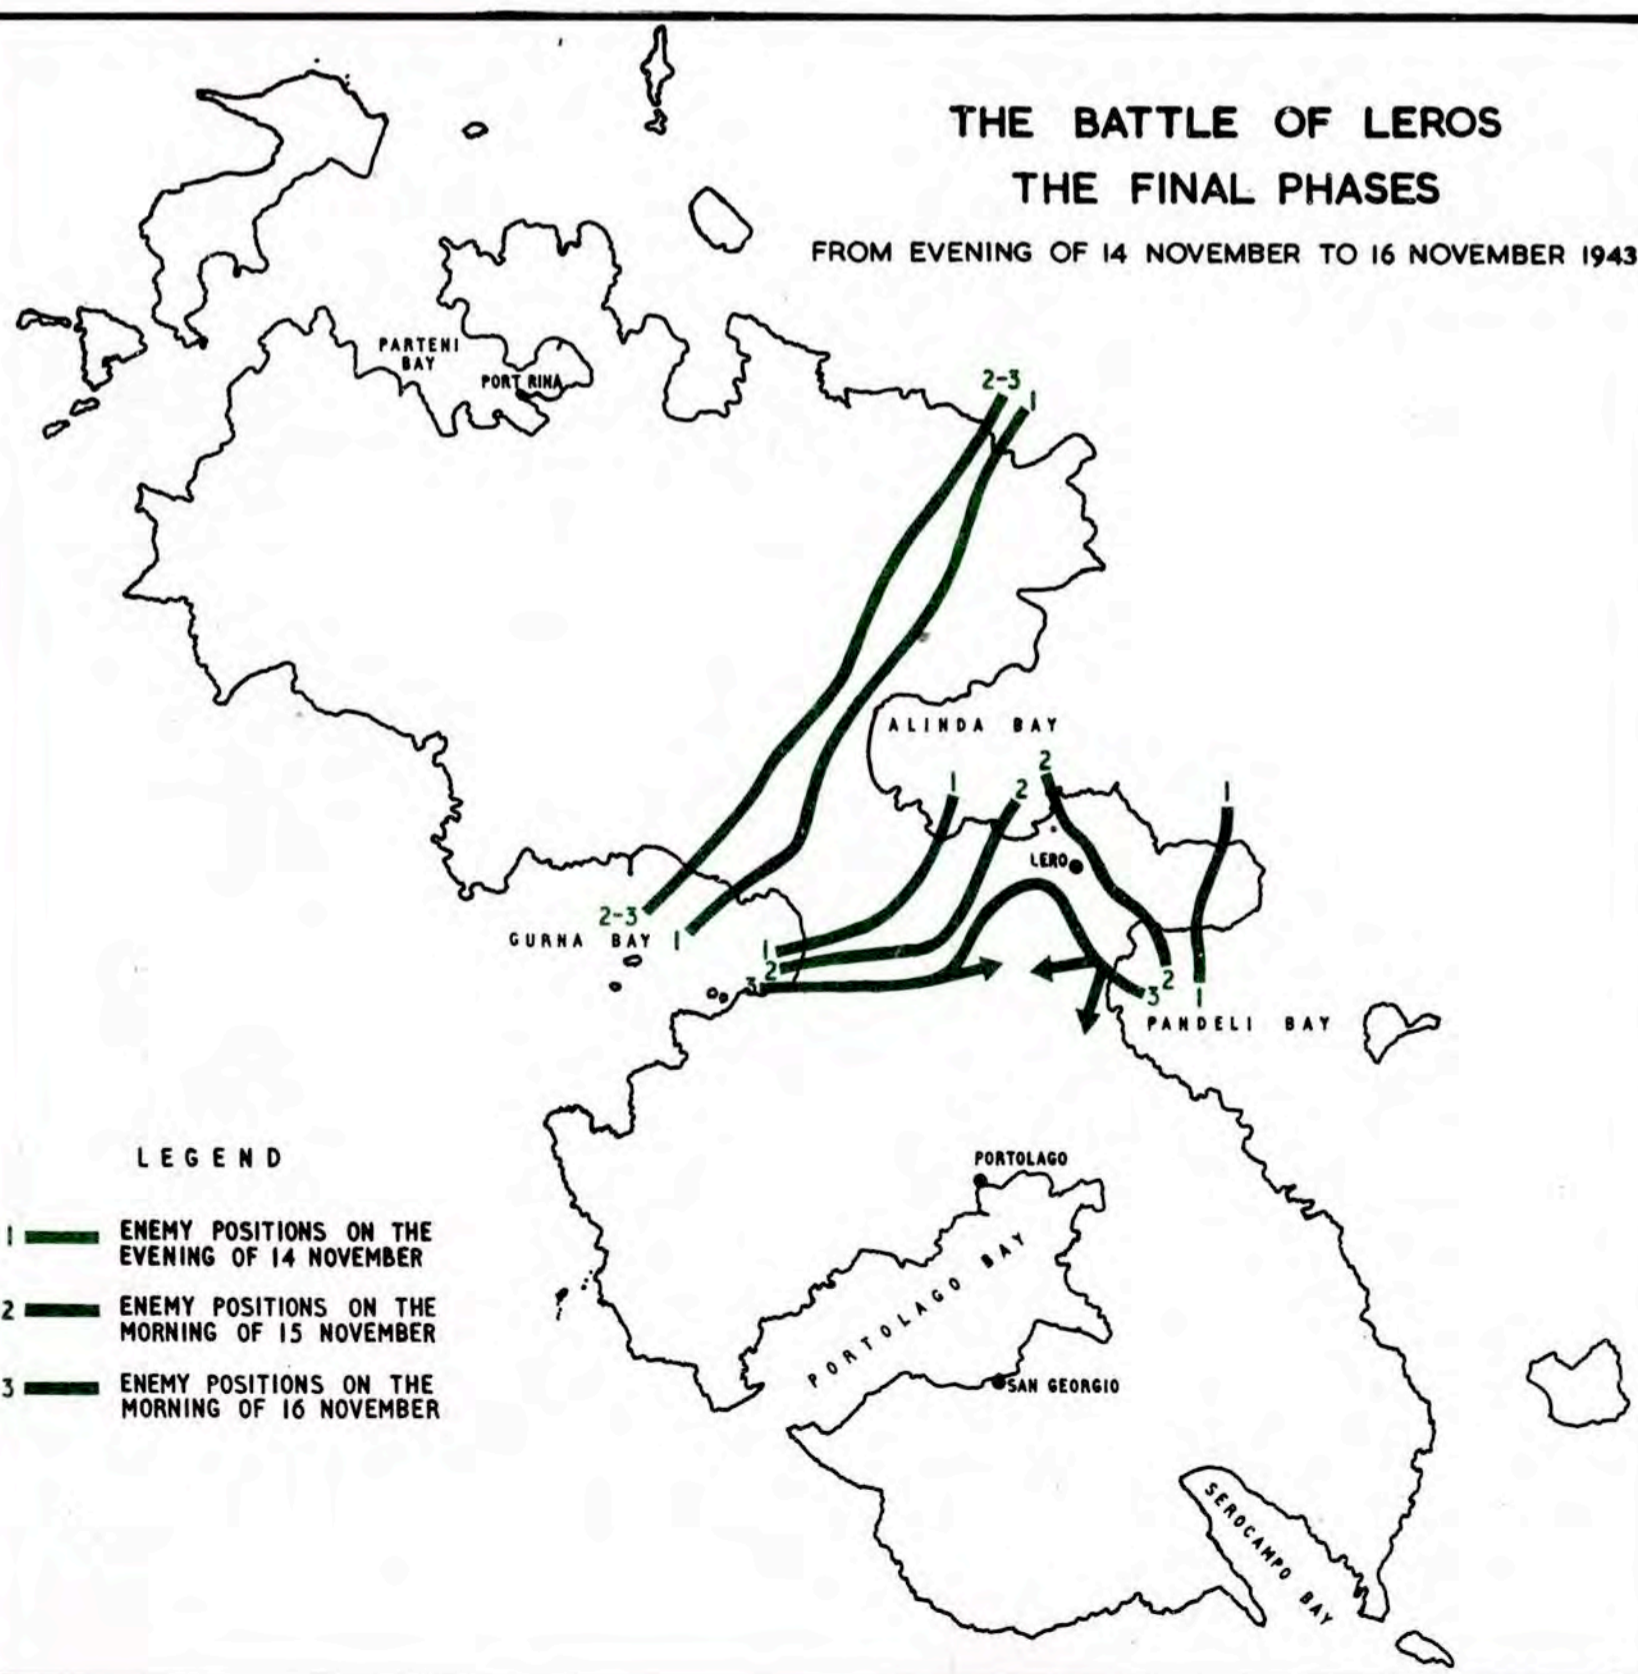 THE BATTLE OF LEROS
THE FINAL PHASES
FROM EVENING OF 14 NOVEMBER TO 16 NOVEMBER 1943
PARTENI
BAY
PORT RINA
2-3
1
ALINDA BAY
2
1
2
1
LERO
2-3
GURNA BAY
1
1
2
3
2
3
1
PANDELI BAY
LEGEND
1 ENEMY POSITIONS ON THE
EVENING OF 14 NOVEMBER
2 ENEMY POSITIONS ON THE
MORNING OF 15 NOVEMBER
3 ENEMY POSITIONS ON THE
MORNING OF 16 NOVEMBER
PORTOLAGO
PORTOLAGO BAY
SAN GEORGIO
SEROCAMPO BAY